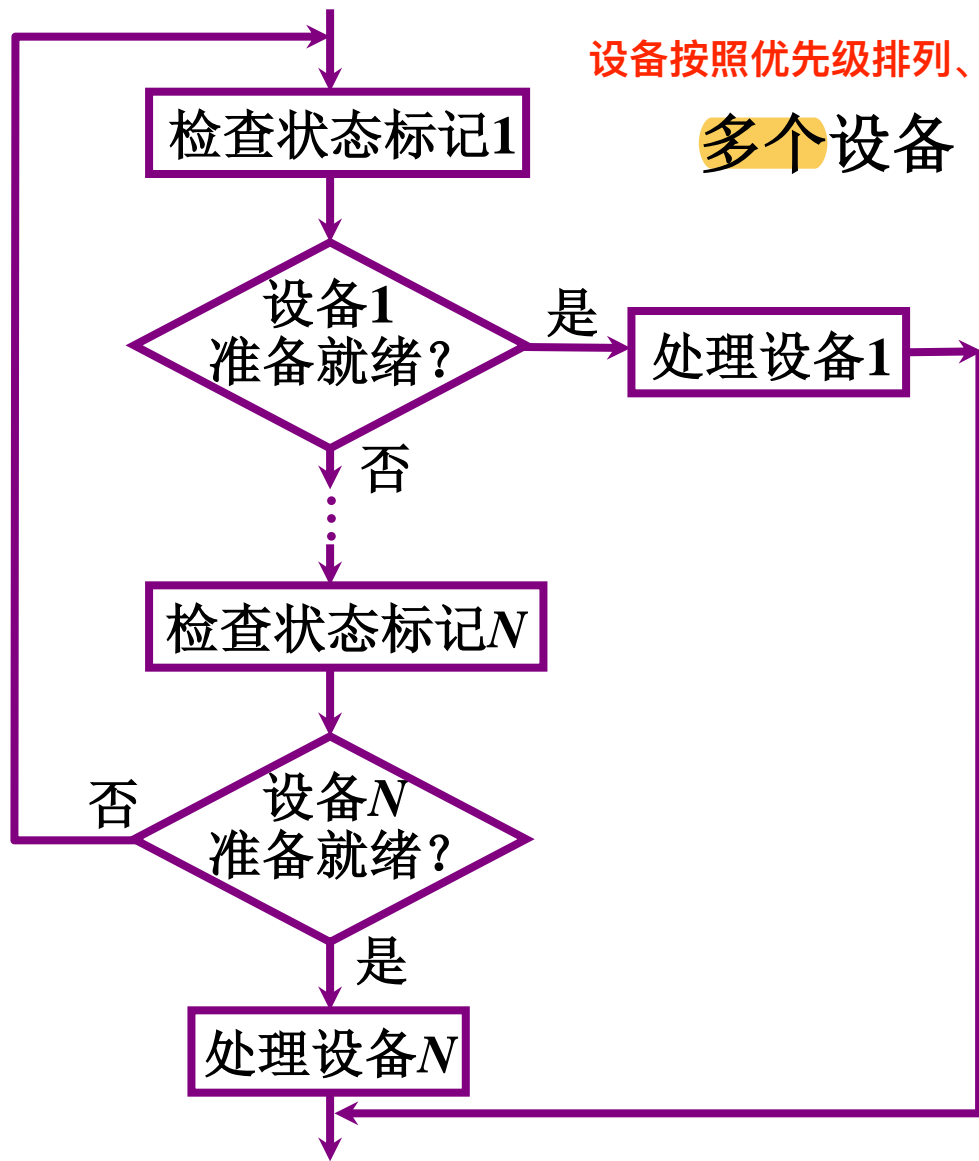 设备按照优先级排列、
多个设备
检查状态标记1
设备1
准备就绪？
是
处理设备1
否
检查状态标记N
设备N
准备就绪？
否
是
处理设备N